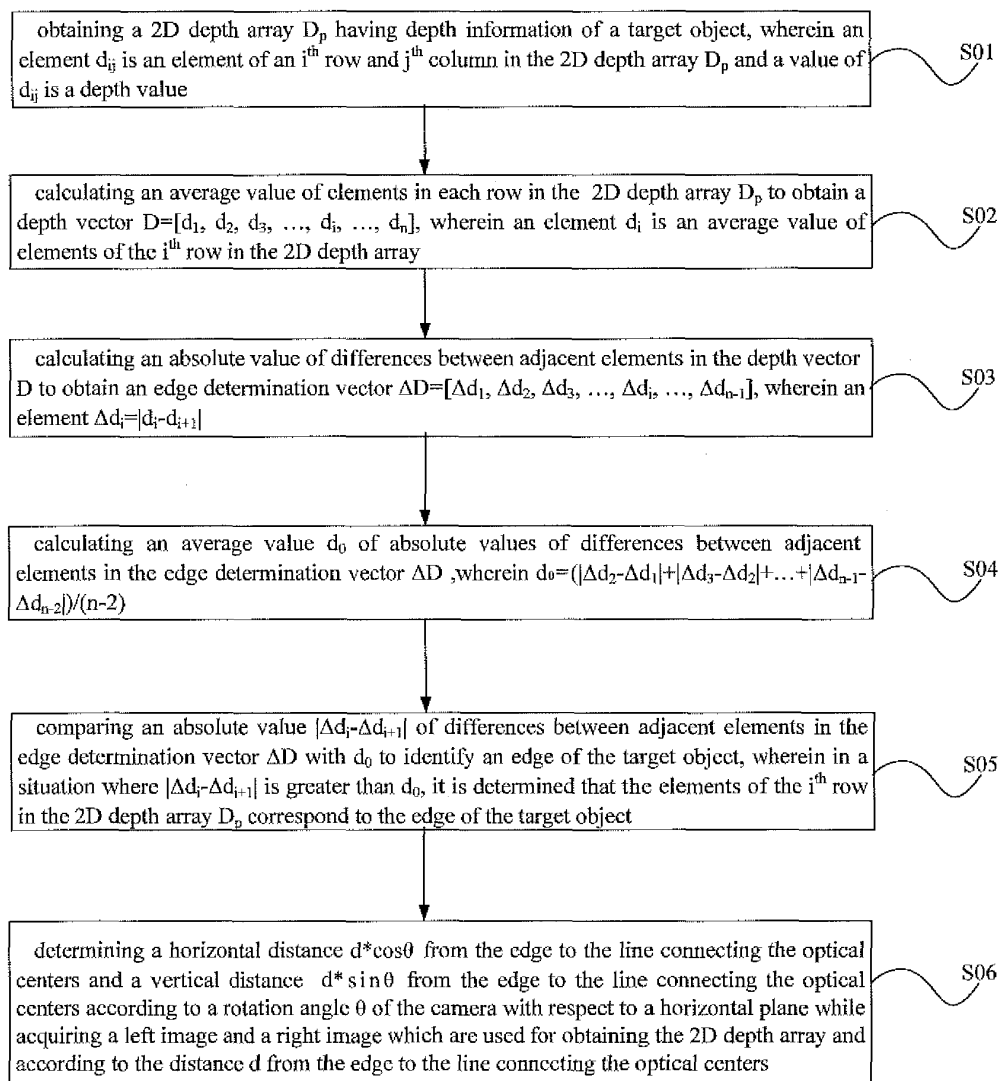 obtaining a 2D depth array Dp having depth information of a target object, wherein an
element dij is an element of an ith row and jth column in the 2D depth array Dp and a value of
dij is a depth value
S01
calculating an average value of elements in each row in the 2D depth array Dp to obtain a
depth vector D=[d1, d2, d3, …, di, …, dn], wherein an element di is an average value of
elements of the ith row in the 2D depth array
S02
calculating an absolute value of differences between adjacent elements in the depth vector
D to obtain an edge determination vector ΔD=[Δd1, Δd2, Δd3, …, Δdi, …, Δdn-1], wherein an
element Δdi=|di-di+1|
S03
calculating an average value d0 of absolute values of differences between adjacent
elements in the edge determination vector ΔD ,wherein d0=(|Δd2-Δd1|+|Δd3-Δd2|+…+|Δdn-1-
Δdn-2|)/(n-2)
S04
comparing an absolute value |Δdi-Δdi+1| of differences between adjacent elements in the
edge determination vector ΔD with d0 to identify an edge of the target object, wherein in a
situation where |Δdi-Δdi+1| is greater than d0, it is determined that the elements of the ith row
in the 2D depth array Dp correspond to the edge of the target object
S05
determining a horizontal distance d*cosθ from the edge to the line connecting the optical
centers and a vertical distance d* sinθ from the edge to the line connecting the optical
centers according to a rotation angle θ of the camera with respect to a horizontal plane while
acquiring a left image and a right image which are used for obtaining the 2D depth array and
according to the distance d from the edge to the line connecting the optical centers
S06